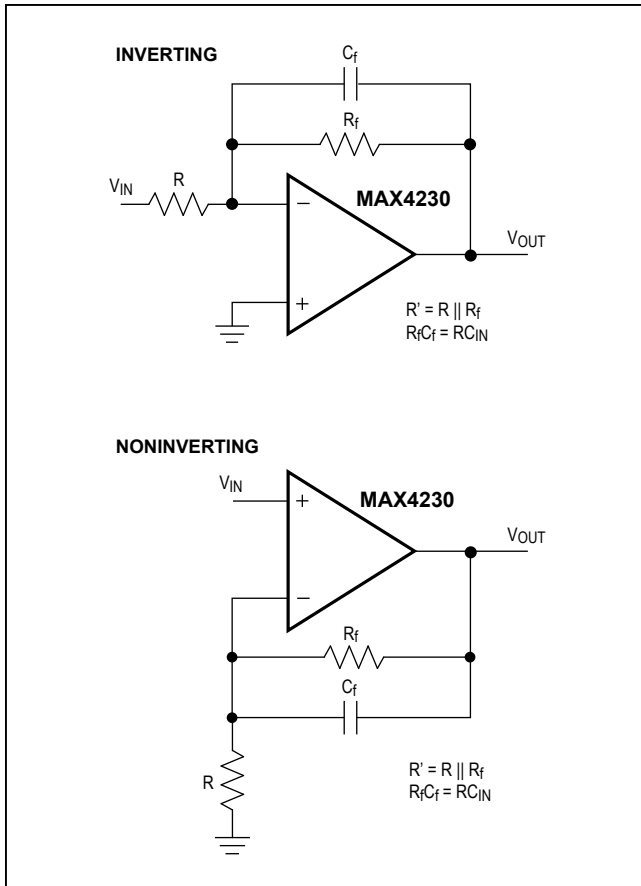 INVERTING
Cf
Rf
VIN
R
MAX4230
−
+
VOUT
R' = R || Rf
RfCf = RCIN
NONINVERTING
VIN
MAX4230
+
−
VOUT
Rf
Cf
R
R' = R || Rf
RfCf = RCIN